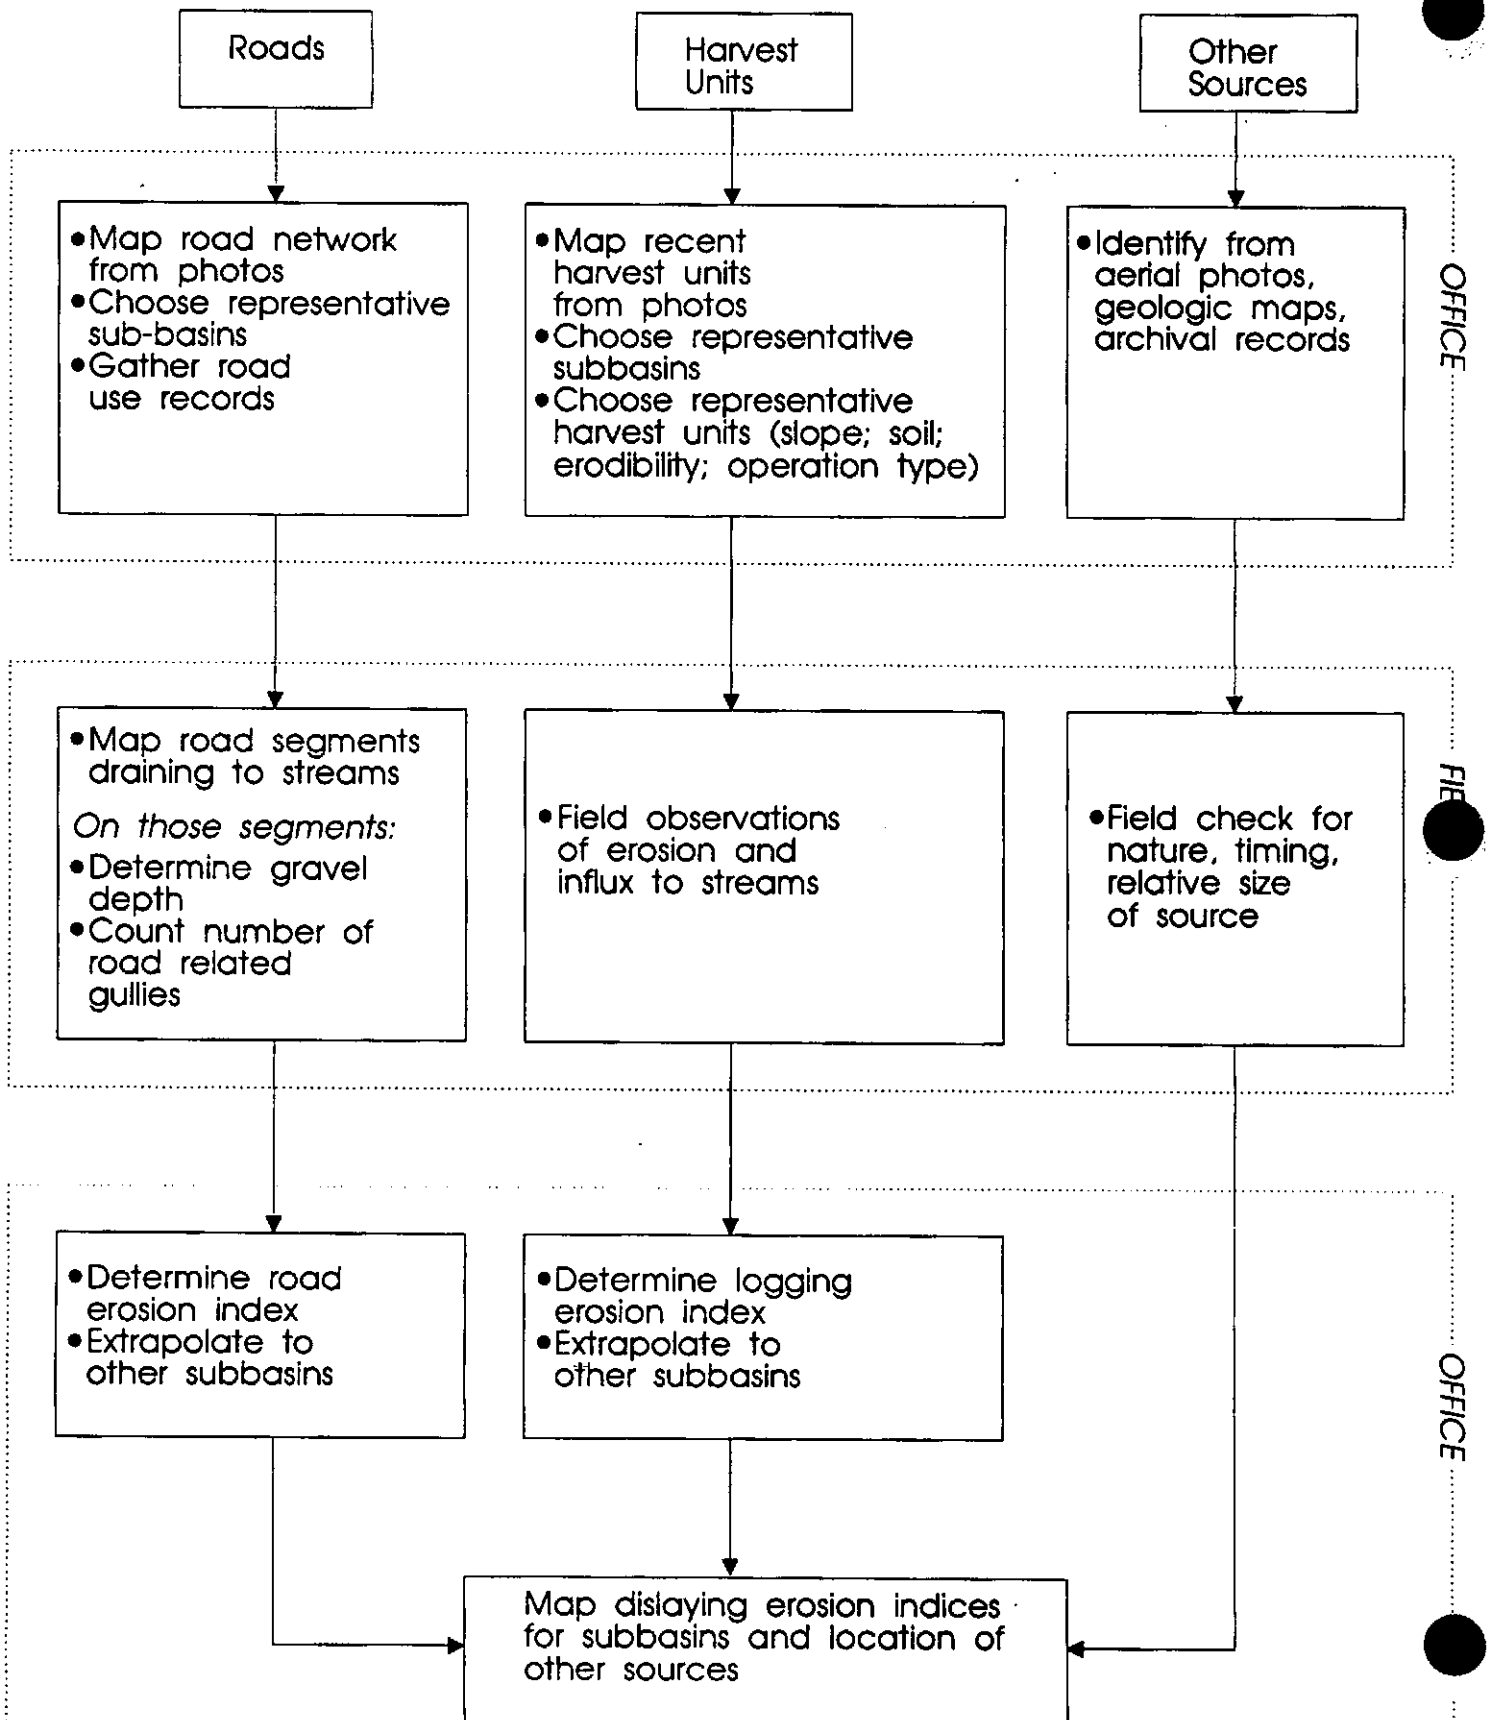 Roads
Harvest
Units
Other
Sources
OFFICE
•Map road network
from photos
•Choose representative
sub-basins
•Gather road
use records
•Map recent
harvest units
from photos
•Choose representative
subbasins
•Choose representative
harvest units (slope; soil;
erodibility; operation type)
•Identify from
aerial photos,
geologic maps,
archival records
•Map road segments
draining to streams
On those segments:
•Determine gravel
depth
•Count number of
road related
gullies
•Field observations
of erosion and
influx to streams
•Field check for
nature, timing,
relative size
of source
OFFICE
•Determine road
erosion index
•Extrapolate to
other subbasins
•Determine logging
erosion index
•Extrapolate to
other subbasins
Map dislaying erosion indices
for subbasins and location of
other sources